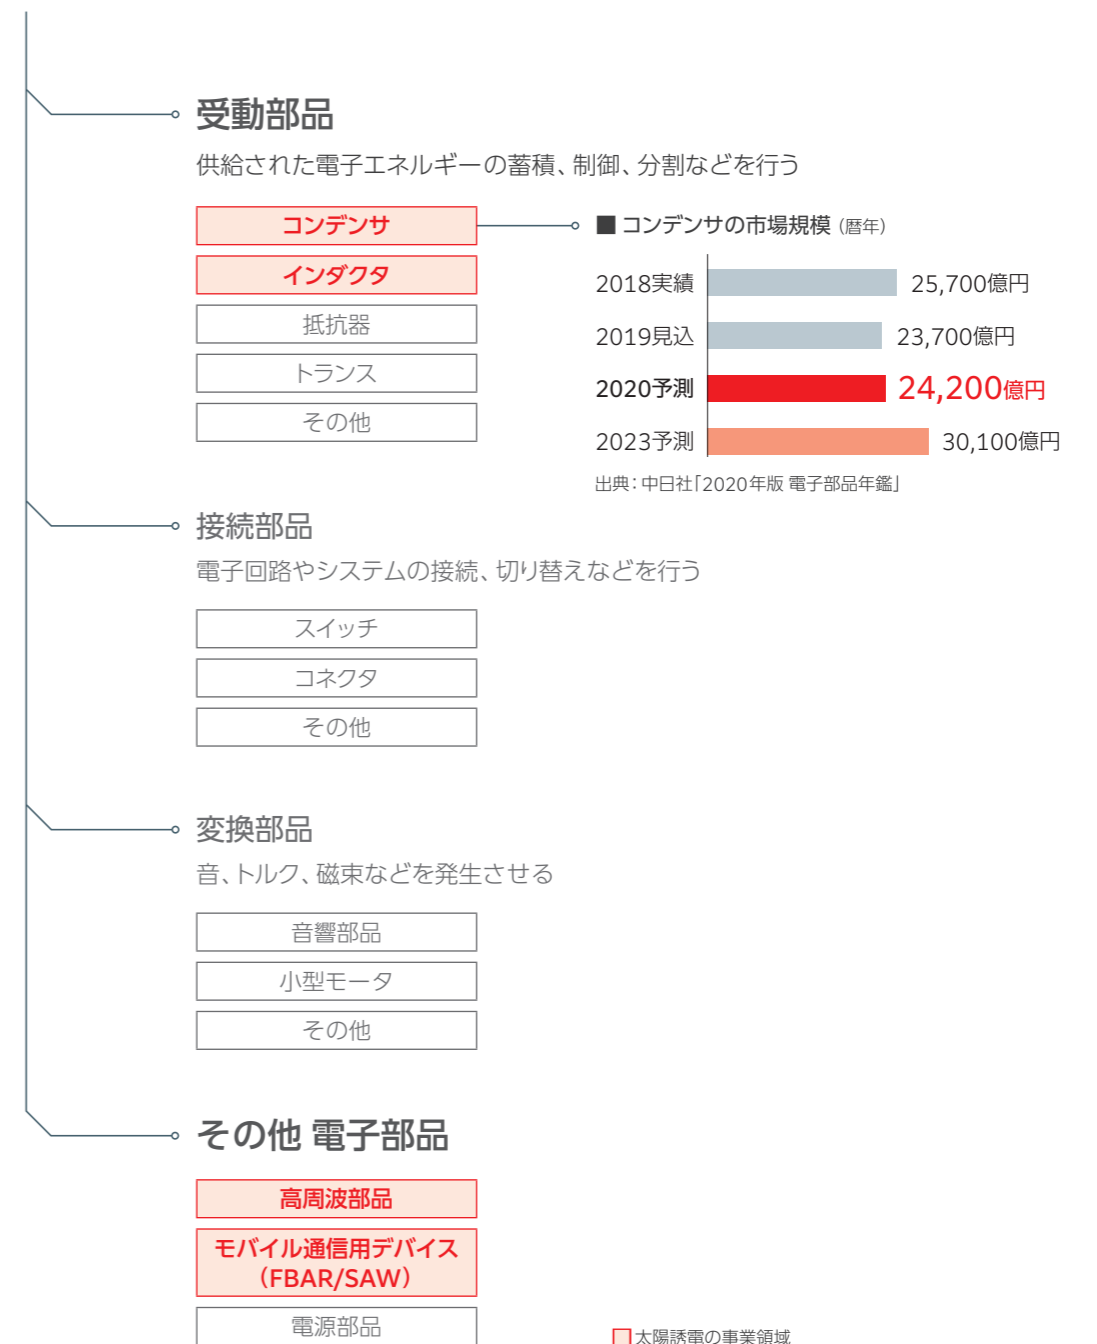 受動部品
供給された電子エネルギーの蓄積、制御、分割などを行う
コンデンサ
インダクタ
抵抗器
トランス
その他
■ コンデンサの市場規模（暦年）
2018実績 25,700億円
2019見込 23,700億円
2020予測 24,200億円
2023予測 30,100億円
出典：中日社「2020年版 電子部品年鑑」
接続部品
電子回路やシステムの接続、切り替えなどを行う
スイッチ
コネクタ
その他
変換部品
音、トルク、磁束などを発生させる
音響部品
小型モータ
その他
その他 電子部品
高周波部品
モバイル通信用デバイス
（FBAR/SAW）
電源部品
太陽誘電の事業領域